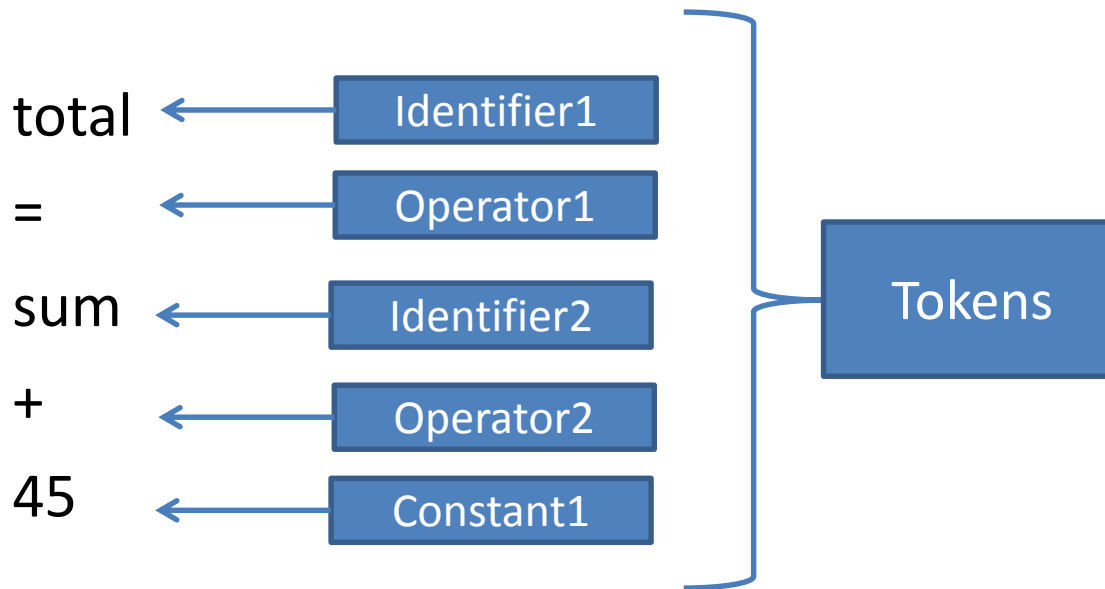 total
Identifier1
=
Operator1
sum
Identifier2
+
Operator2
45
Constant1
Tokens